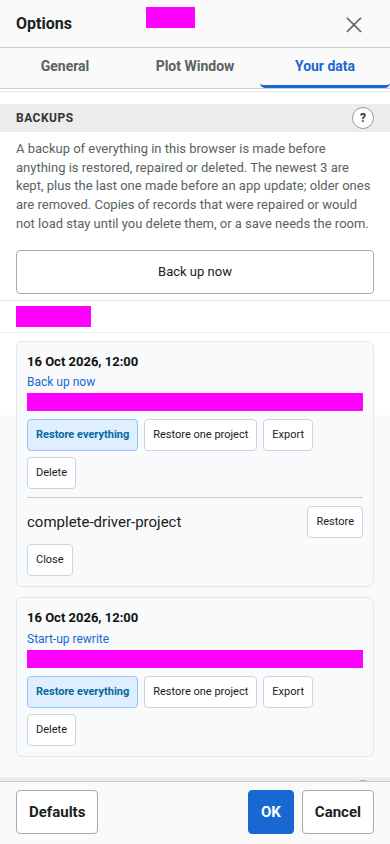 Options
General
Plot Window
Your data
BACKUPS
?
A backup of everything in this browser is made before
anything is restored, repaired or deleted. The newest 3 are
kept, plus the last one made before an app update; older ones
are removed. Copies of records that were repaired or would
not load stay until you delete them, or a save needs the room.
Back up now
16 Oct 2026, 12:00
Back up now
Restore everything
Restore one project
Export
Delete
complete-driver-project
Restore
Close
16 Oct 2026, 12:00
Start-up rewrite
Restore everything
Restore one project
Export
Delete
Defaults
OK
Cancel